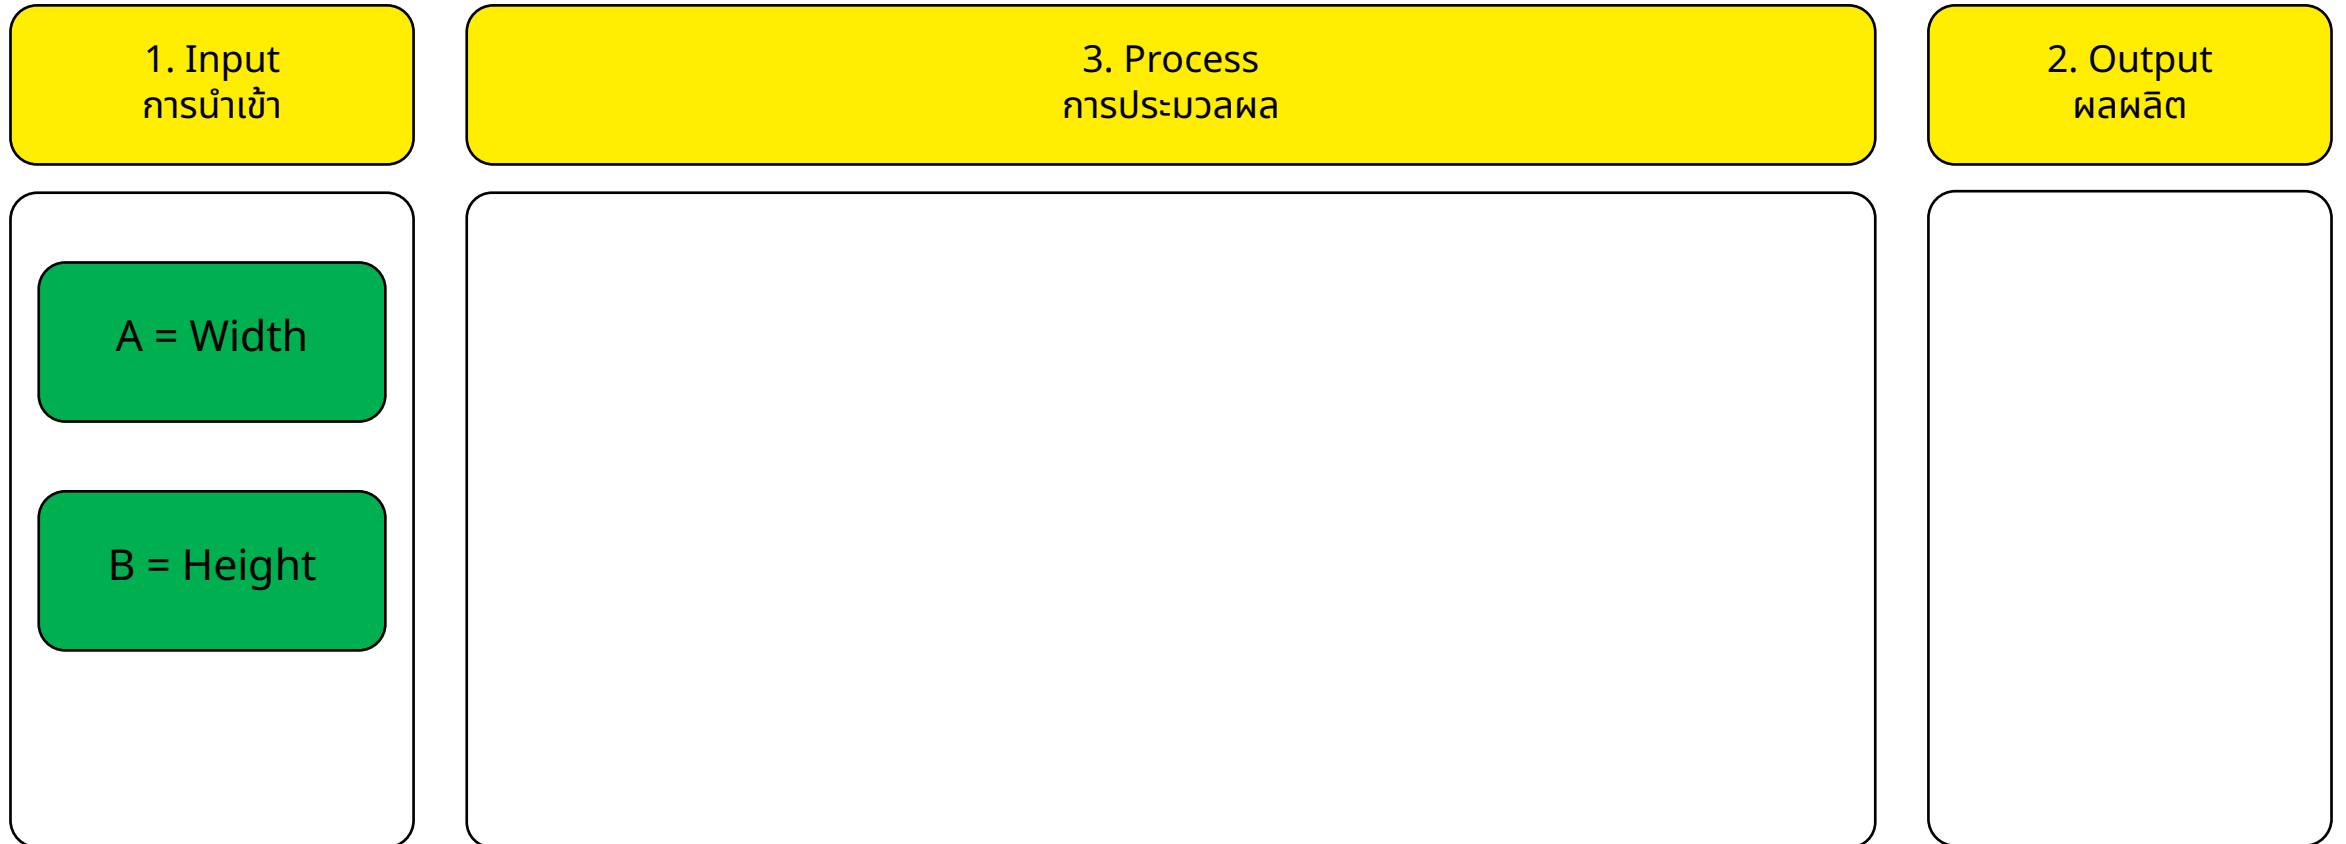 1. Input
การนำเข้า
3. Process
การประมวลผล
2. Output
ผลผลิต
A = Width
B = Height